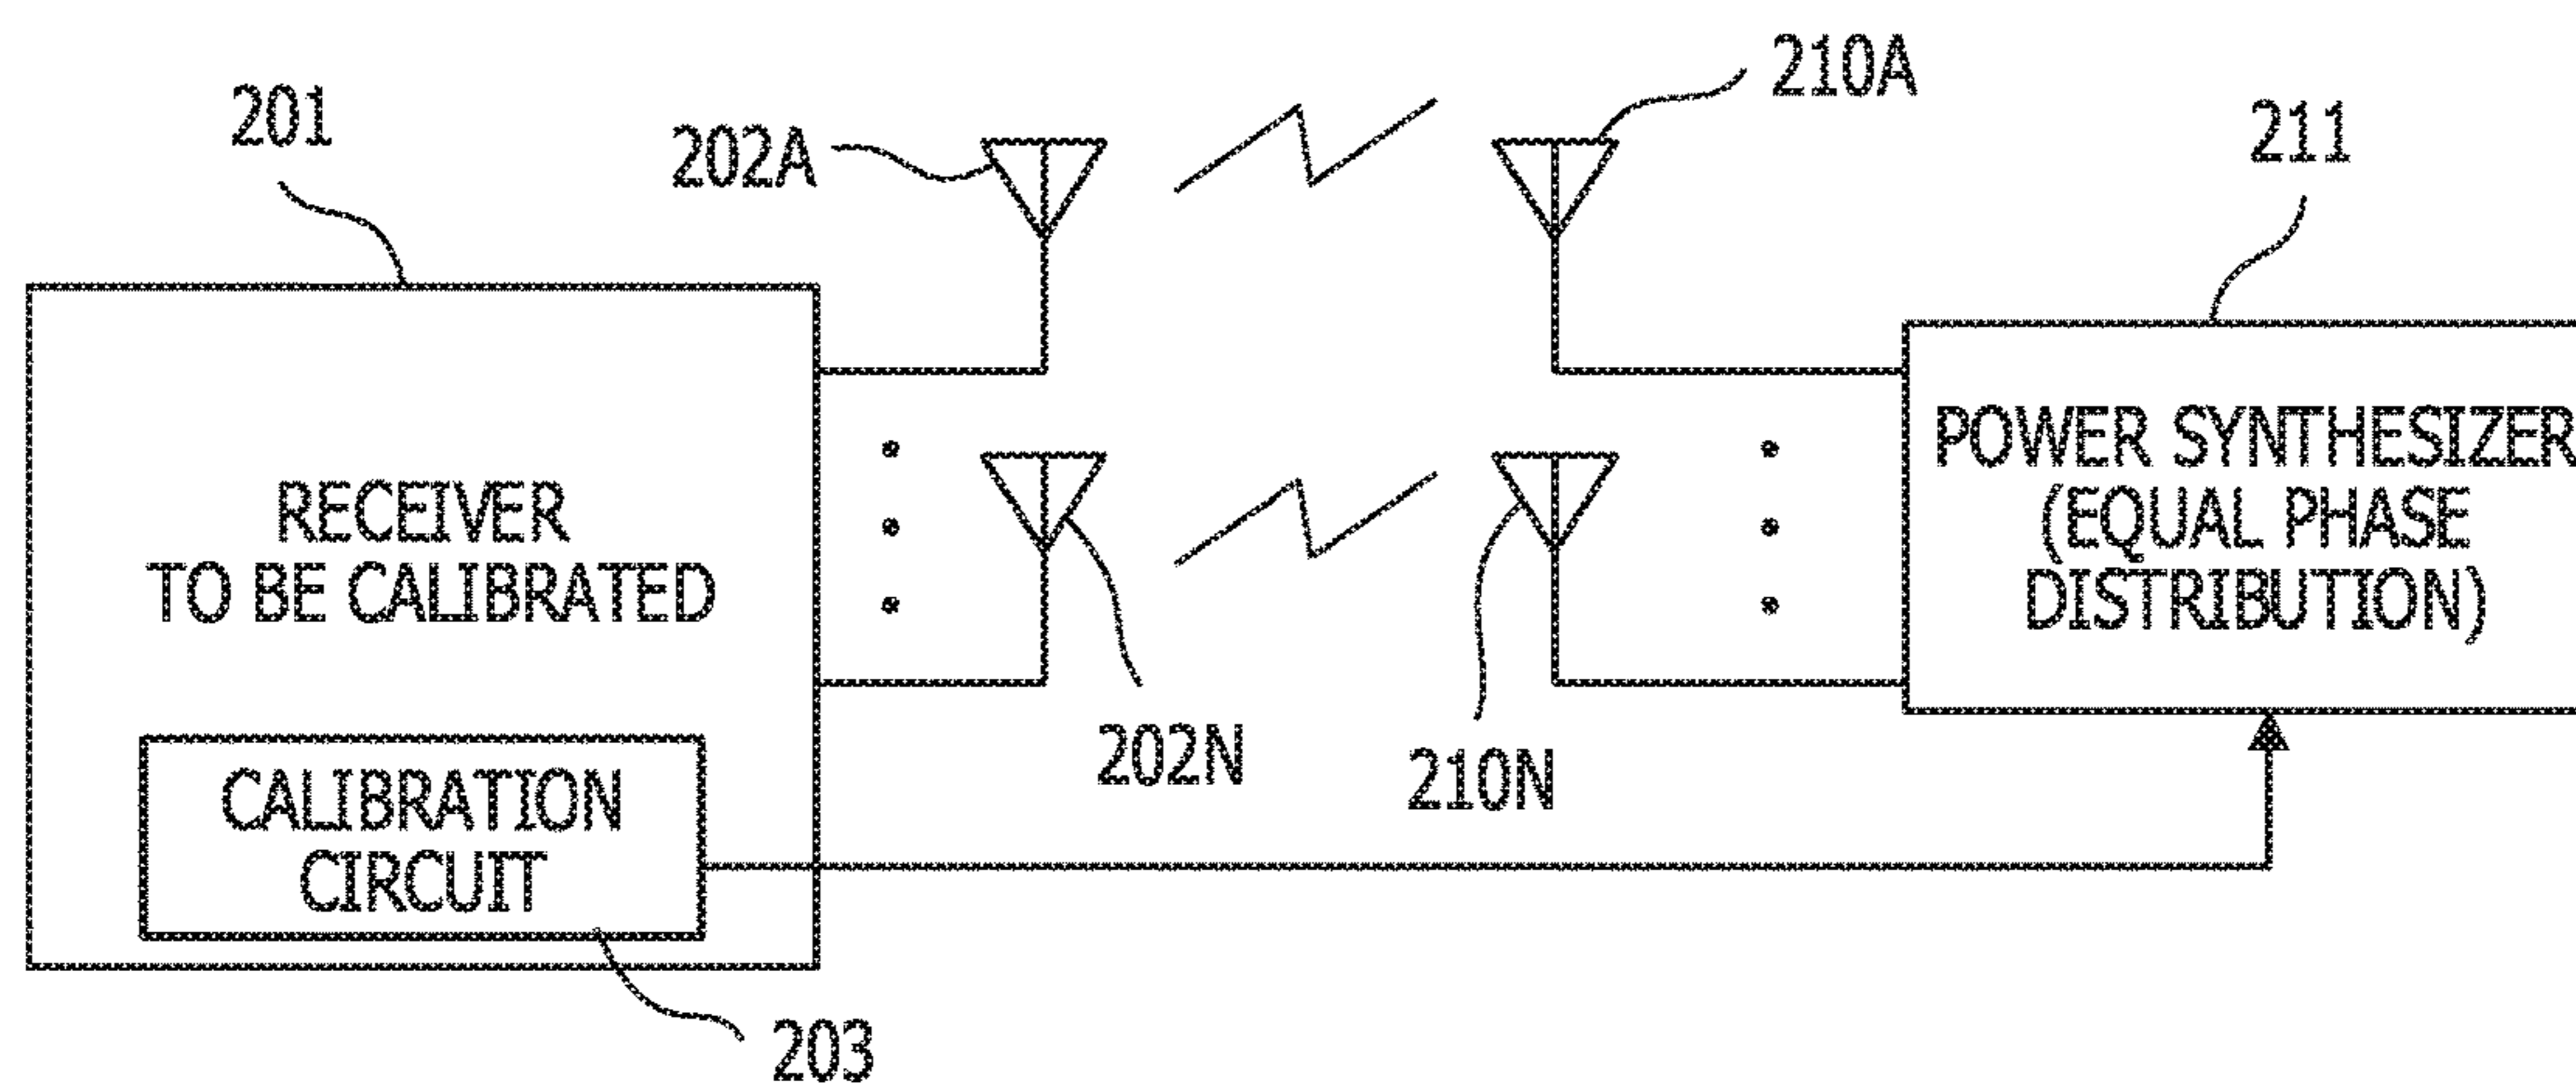 201
202A
210A
211
RECEIVER
TO BE CALIBRATED
POWER SYNTHESIZER
(EQUAL PHASE
DISTRIBUTION)
202N
210N
CALIBRATION
CIRCUIT
203